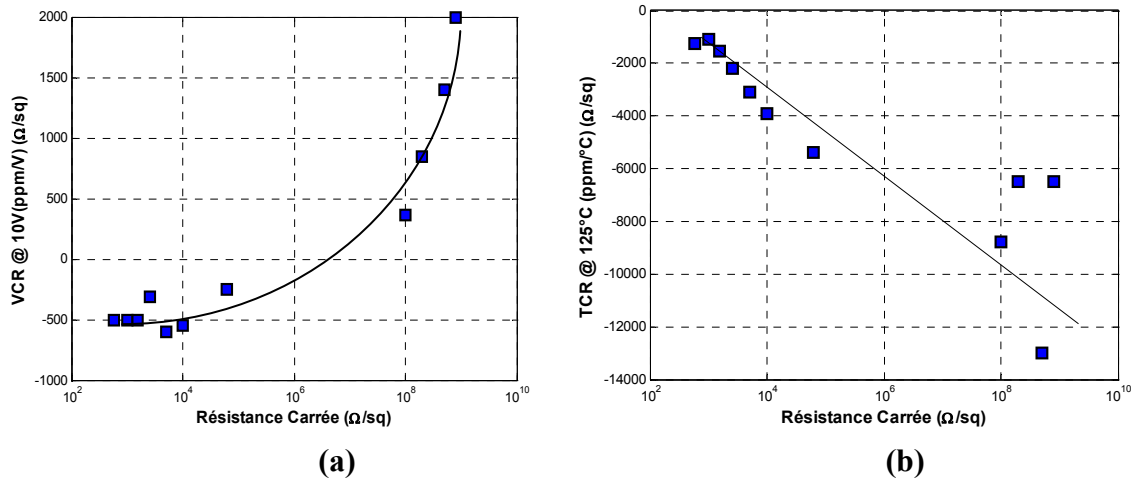 2000
1500
1000
500
0
-500
-1000
VCR @ 10V(ppm/V) (Ω/sq)
10² 10⁴ 10⁶ 10⁸ 10¹⁰
Résistance Carrée (Ω/sq)
(a)
0
-2000
-4000
-6000
-8000
-10000
-12000
-14000
TCR @ 125°C (ppm/°C) (Ω/sq)
10² 10⁴ 10⁶ 10⁸ 10¹⁰
Résistance Carrée (Ω/sq)
(b)